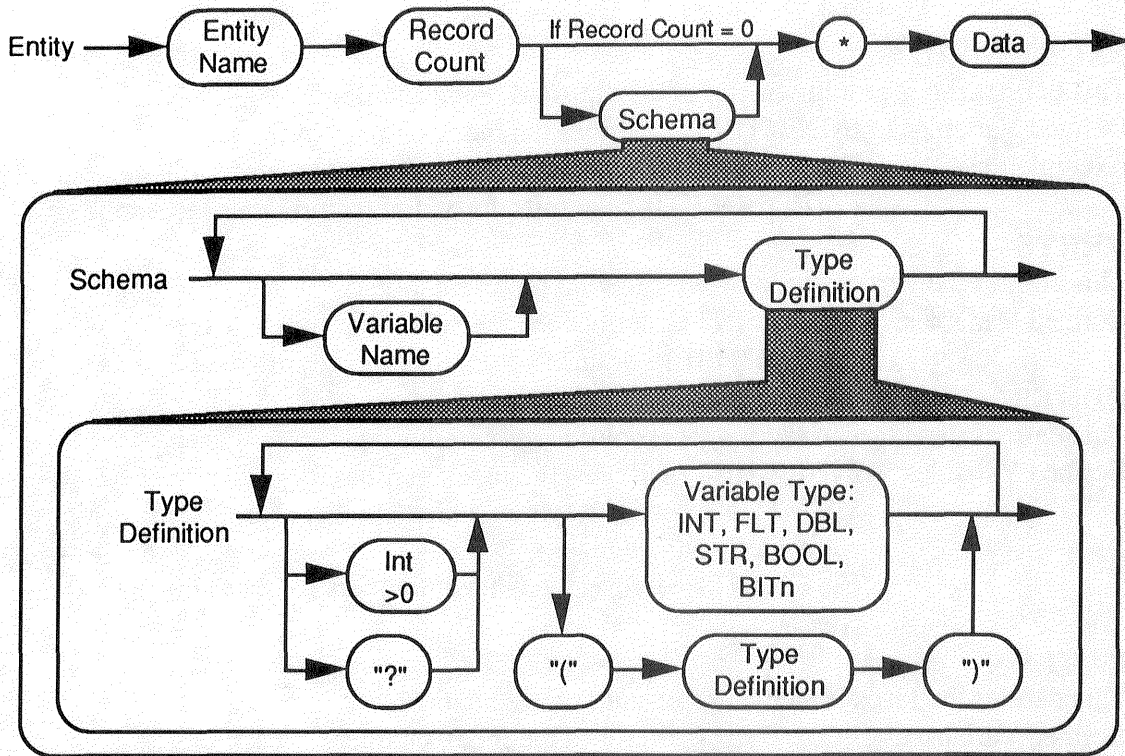 Entity
Entity
Name
Record
Count
If Record Count = 0
*
Data
Schema
Schema
Variable
Name
Type
Definition
Type
Definition
Int
>0
"?"
Variable Type:
INT, FLT, DBL,
STR, BOOL,
BITn
"("
Type
Definition
")"